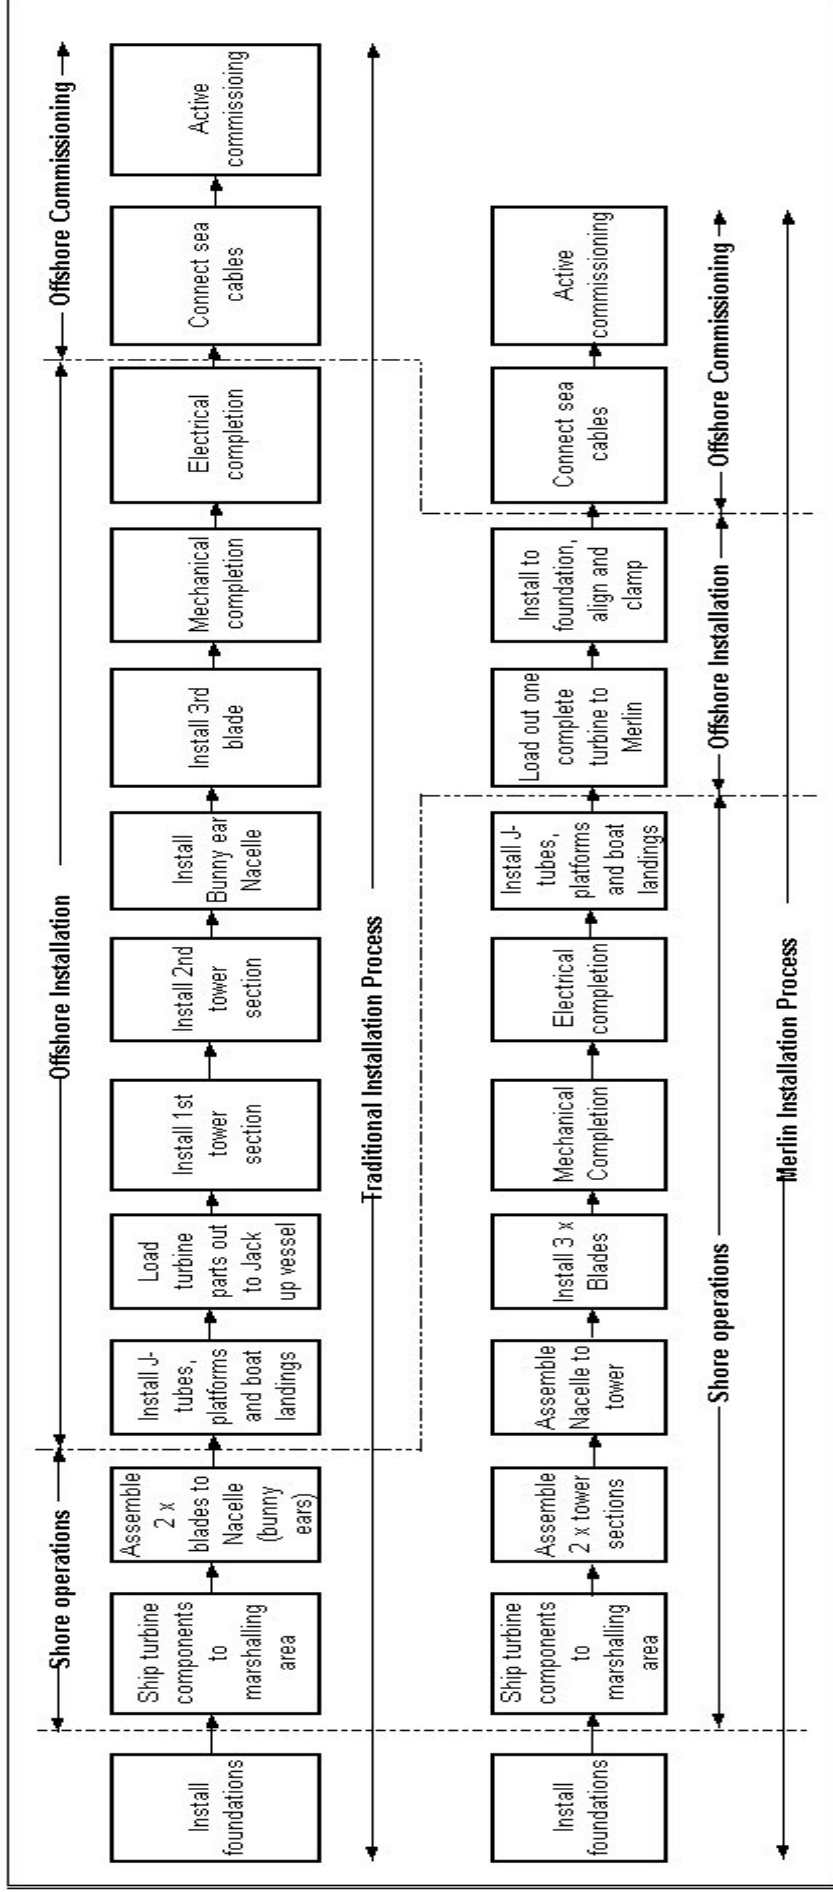 Shore operations
Offshore Installation
Offshore Commissioning
Install
foundations
Ship turbine
components
to
marshalling
area
Assemble
2 x
blades to
Nacelle
(bunny
ears)
Install J-
tubes,
platforms
and boat
landings
Load
turbine
parts out
to Jack
up vessel
Install 1st
tower
section
Install 2nd
tower
section
Install
Bunny ear
Nacelle
Install 3rd
blade
Mechanical
completion
Electrical
completion
Connect sea
cables
Active
commissioing
Traditional Installation Process
Install
foundations
Ship turbine
components
to
marshalling
area
Assemble
2 x tower
sections
Assemble
Nacelle to
tower
Install 3 x
Blades
Mechanical
Completion
Electrical
completion
Install J-
tubes,
platforms
and boat
landings
Load out one
complete
turbine to
Merlin
Install to
foundation,
align and
clamp
Connect sea
cables
Active
commissioning
Shore operations
Offshore Installation
Offshore Commissioning
Merlin Installation Process